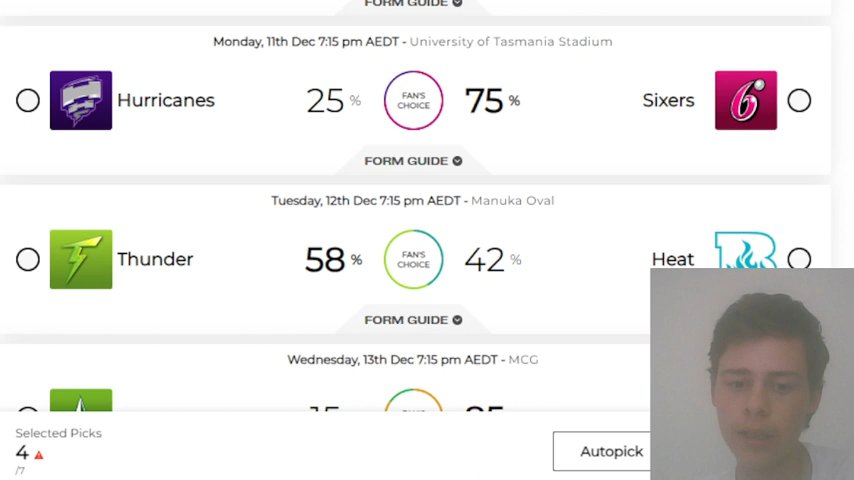 FORM GUIDE
Monday, 11th Dec 7:15 pm AEDT - University of Tasmania Stadium
Hurricanes
25 %
FAN'S
CHOICE
75 %
Sixers
6
FORM GUIDE
Tuesday, 12th Dec 7:15 pm AEDT - Manuka Oval
Thunder
58 %
FAN'S
CHOICE
42 %
Heat
B
FORM GUIDE
Wednesday, 13th Dec 7:15 pm AEDT - MCG
Selected Picks
4
/7
Autopick